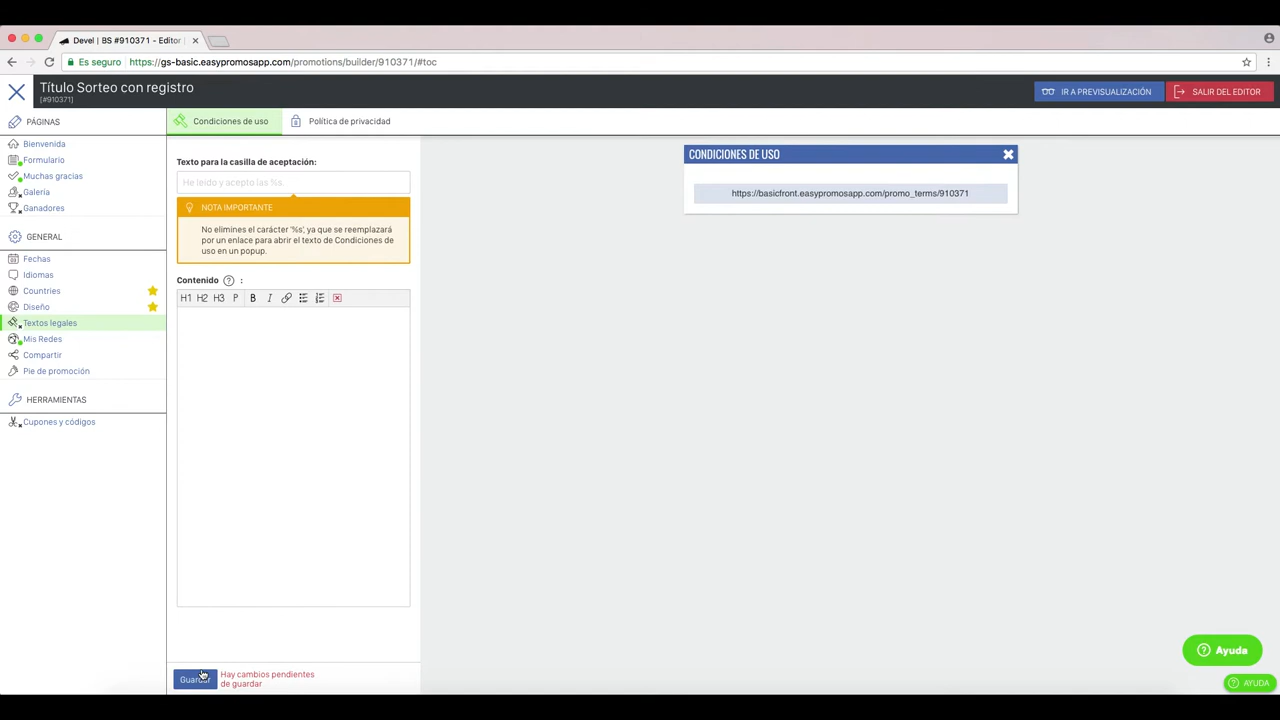 Devel | BS #910371 - Editor
Es seguro
https://gs-basic.easypromosapp.com/promotions/builder/910371/#toc
Título Sorteo con registro
[#910371]
IR A PREVISUALIZACIÓN
SALIR DEL EDITOR
PÁGINAS
Bienvenida
Formulario
Muchas gracias
Galería
Ganadores
GENERAL
Fechas
Idiomas
Countries
Diseño
Textos legales
Mis Redes
Compartir
Pie de promoción
HERRAMIENTAS
Cupones y códigos
Condiciones de uso
Política de privacidad
Texto para la casilla de aceptación:
He leído y acepto las %s.
NOTA IMPORTANTE
No elimines el carácter '%s', ya que se reemplazará
por un enlace para abrir el texto de Condiciones de
uso en un popup.
Contenido ? :
H1 H2 H3 P B I
Guardar
Hay cambios pendientes
de guardar
CONDICIONES DE USO
https://basicfront.easypromosapp.com/promo_terms/910371
Ayuda
AYUDA